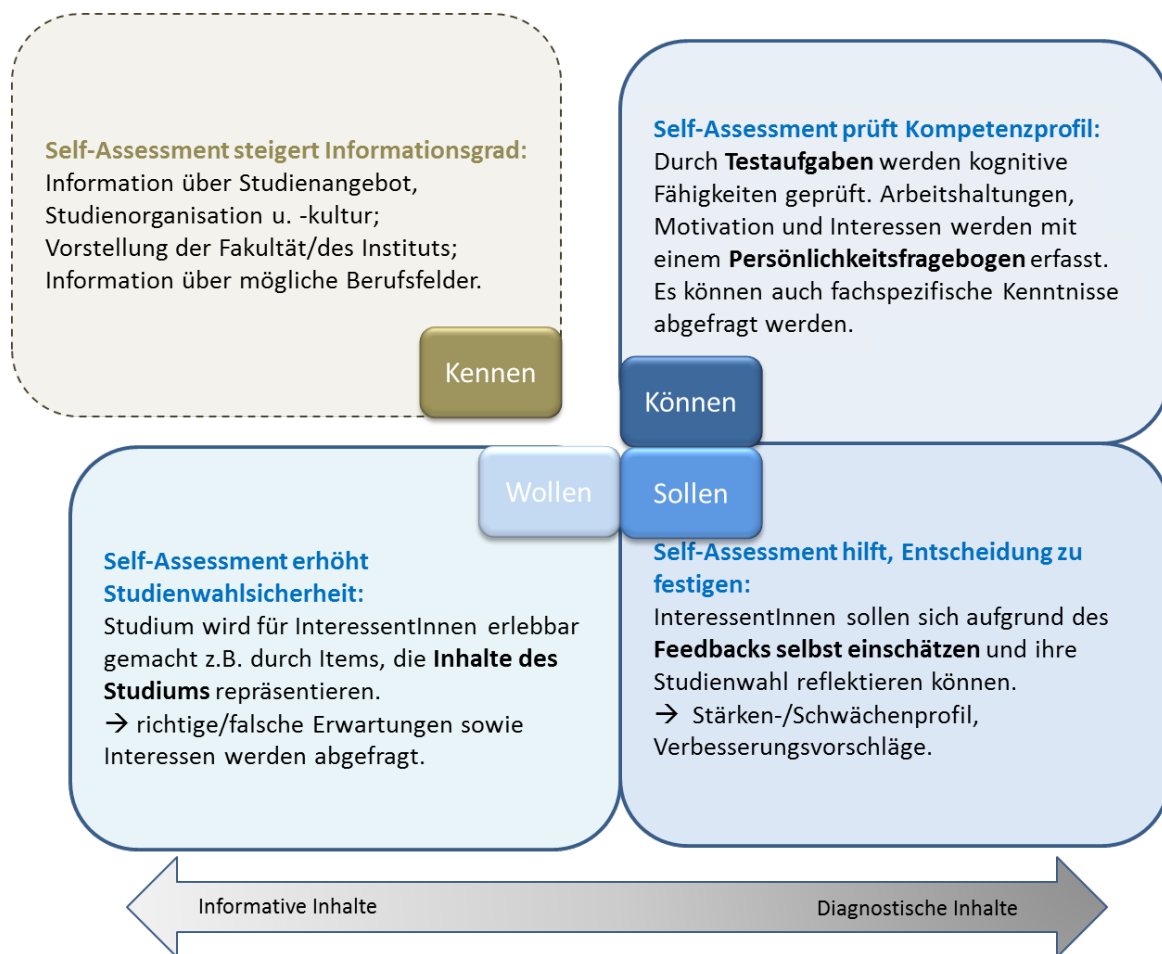 Self-Assessment steigert Informationsgrad:
Information über Studienangebot,
Studienorganisation u. -kultur;
Vorstellung der Fakultät/des Instituts;
Information über mögliche Berufsfelder.
Kennen
Self-Assessment prüft Kompetenzprofil:
Durch Testaufgaben werden kognitive
Fähigkeiten geprüft. Arbeitshaltungen,
Motivation und Interessen werden mit
einem Persönlichkeitsfragebogen erfasst.
Es können auch fachspezifische Kenntnisse
abgefragt werden.
Können
Wollen
Self-Assessment erhöht
Studienwahlsicherheit:
Studium wird für InteressentInnen erlebbar
gemacht z.B. durch Items, die Inhalte des
Studiums repräsentieren.
→ richtige/falsche Erwartungen sowie
Interessen werden abgefragt.
Sollen
Self-Assessment hilft, Entscheidung zu
festigen:
InteressentInnen sollen sich aufgrund des
Feedbacks selbst einschätzen und ihre
Studienwahl reflektieren können.
→ Stärken-/Schwächenprofil,
Verbesserungsvorschläge.
Informative Inhalte
Diagnostische Inhalte